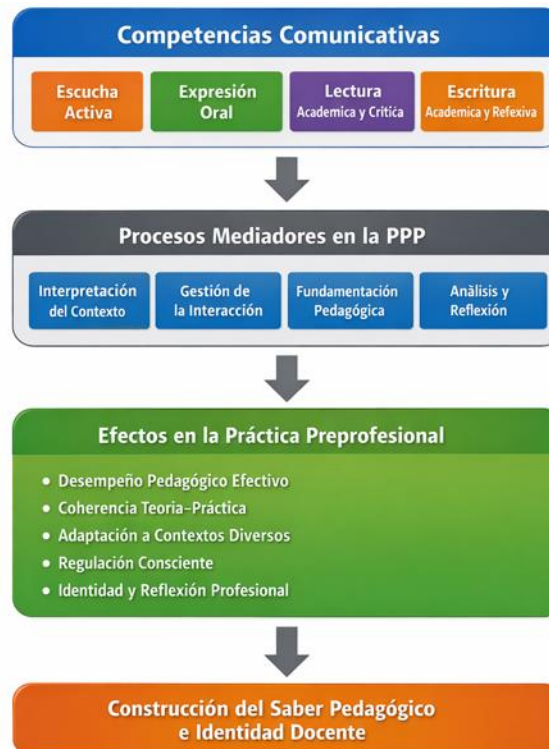 Competencias Comunicativas
Escucha
Activa
Expresión
Oral
Lectura
Academica y Critića
Escritura
Academica y Refexiva
Procesos Mediadores en la PPP
Interpretación
del Contexto
Gestión de
la Interacción
Fundamentación
Pedagógica
Anàlisis y
Reflexión
Efectos en la Práctica Preprofesional
• Desempeño Pedagógico Efectivo
• Coherencia Teoria–Práctica
• Adaptación a Contextos Diversos
• Regulación Consciente
• Identidad y Reflexión Profesional
Construcción del Saber Pedagógico
e Identidad Docente